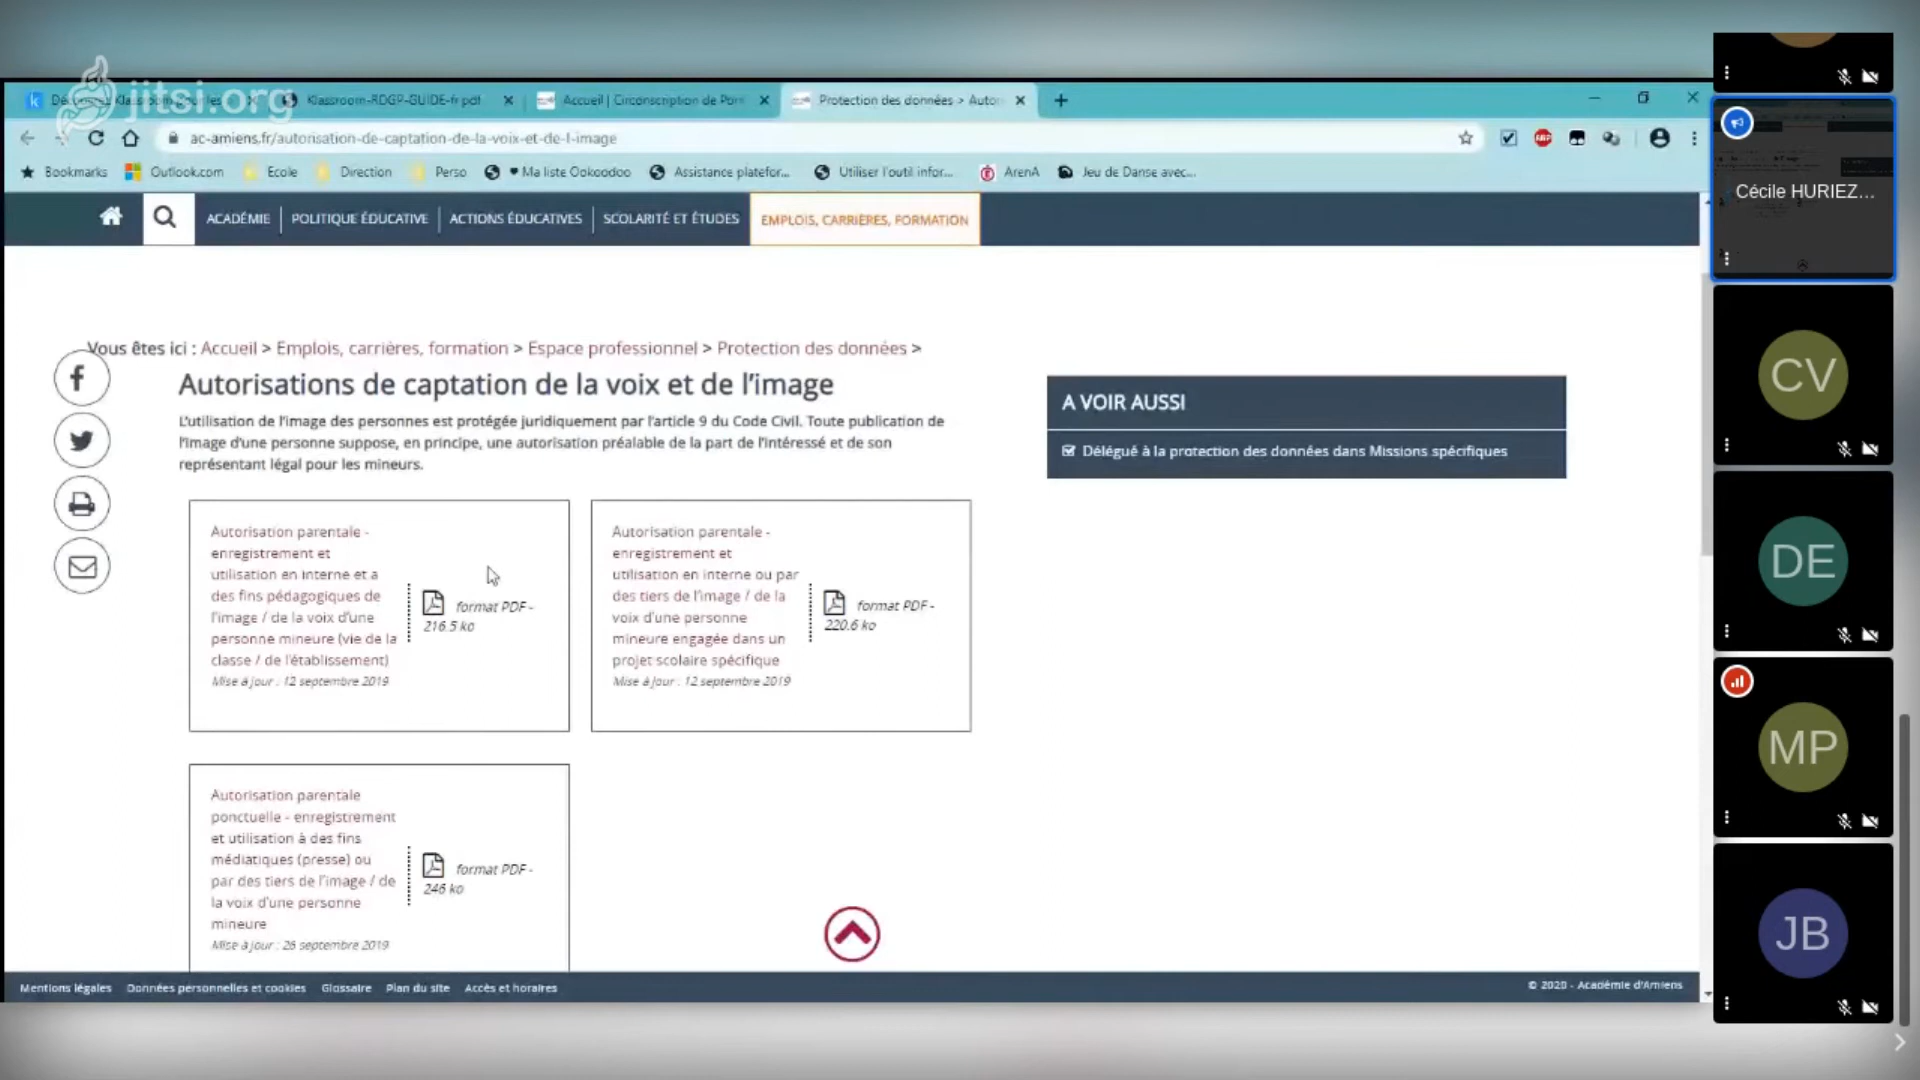 jitsi.org
Klassroom-RDGP-GUIDE-fr.pdf
Accueil | Circonscription de Pon
Protection des données > Autor
ac-amiens.fr/autorisation-de-captation-de-la-voix-et-de-l-image
Bookmarks
Outlook.com
Ecole
Direction
Perso
♥ Ma liste Ookoodoo
Assistance platefor...
Utiliser l'outil infor...
ArenA
Jeu de Danse avec...
ACADÉMIE
POLITIQUE ÉDUCATIVE
ACTIONS ÉDUCATIVES
SCOLARITÉ ET ÉTUDES
EMPLOIS, CARRIÈRES, FORMATION
Vous êtes ici : Accueil > Emplois, carrières, formation > Espace professionnel > Protection des données >
Autorisations de captation de la voix et de l'image
L'utilisation de l'image des personnes est protégée juridiquement par l'article 9 du Code Civil. Toute publication de
l'image d'une personne suppose, en principe, une autorisation préalable de la part de l'intéressé et de son
représentant légal pour les mineurs.
A VOIR AUSSI
Délégué à la protection des données dans Missions spécifiques
Autorisation parentale -
enregistrement et
utilisation en interne et a
des fins pédagogiques de
l'image / de la voix d'une
personne mineure (vie de la
classe / de l'établissement)
Mise à jour : 12 septembre 2019
format PDF -
216.5 ko
Autorisation parentale -
enregistrement et
utilisation en interne ou par
des tiers de l'image / de la
voix d'une personne
mineure engagée dans un
projet scolaire spécifique
Mise à jour : 12 septembre 2019
format PDF -
220.6 ko
Autorisation parentale
ponctuelle - enregistrement
et utilisation à des fins
médiatiques (presse) ou
par des tiers de l'image / de
la voix d'une personne
mineure
Mise à jour : 26 septembre 2019
format PDF -
246 ko
Mentions légales
Données personnelles et cookies
Glossaire
Plan du site
Accès et horaires
© 2020 - Académie d'Amiens
Cécile HURIEZ...
CV
DE
MP
JB